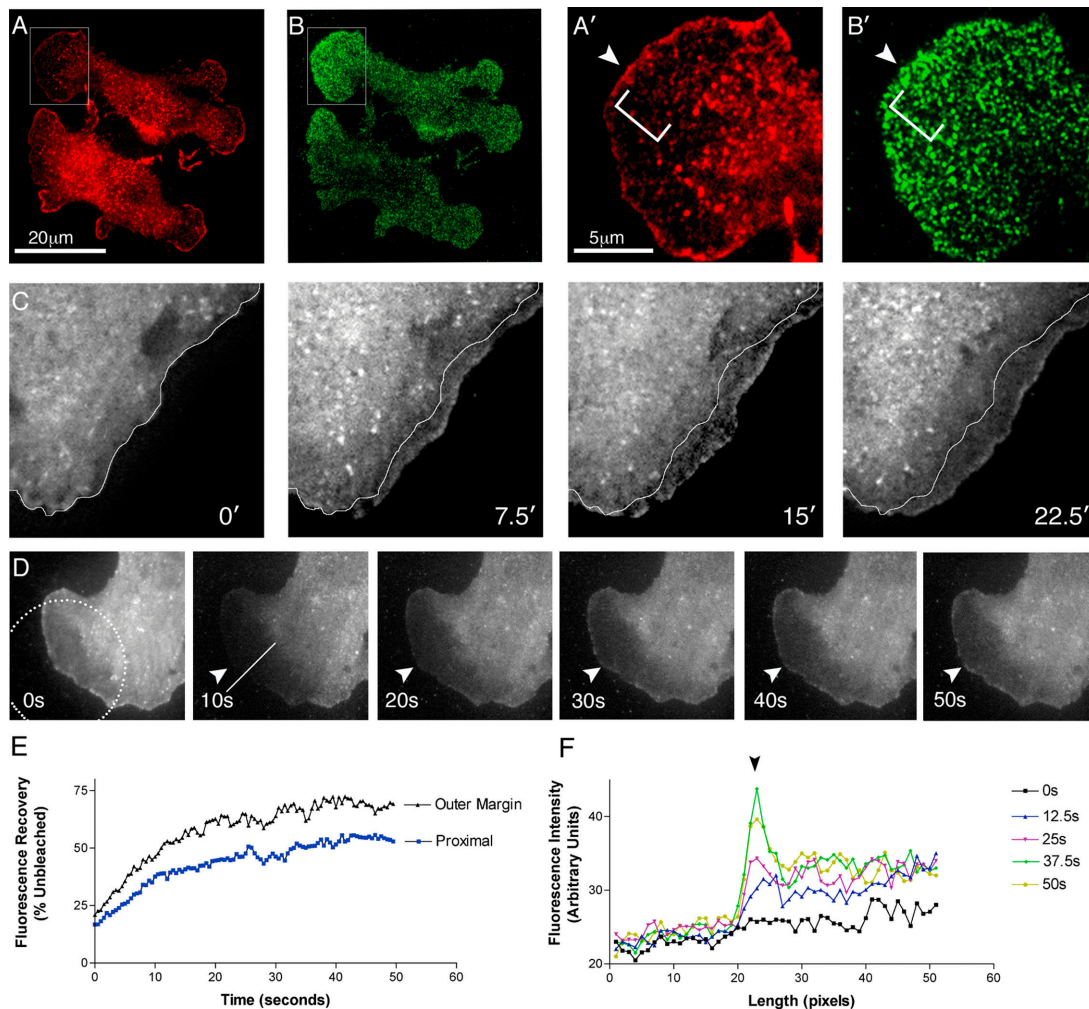 A
B
A′
B′
20μm
5μm
C
0′
7.5′
15′
22.5′
D
0s
10s
20s
30s
40s
50s
E
F
Fluorescence Recovery
(% Unbleached)
75
50
25
0
0
10
20
30
40
50
60
Time (seconds)
Outer Margin
Proximal
Fluorescence Intensity
(Arbitrary Units)
40
30
20
0
10
20
30
40
50
60
Length (pixels)
0s
12.5s
25s
37.5s
50s